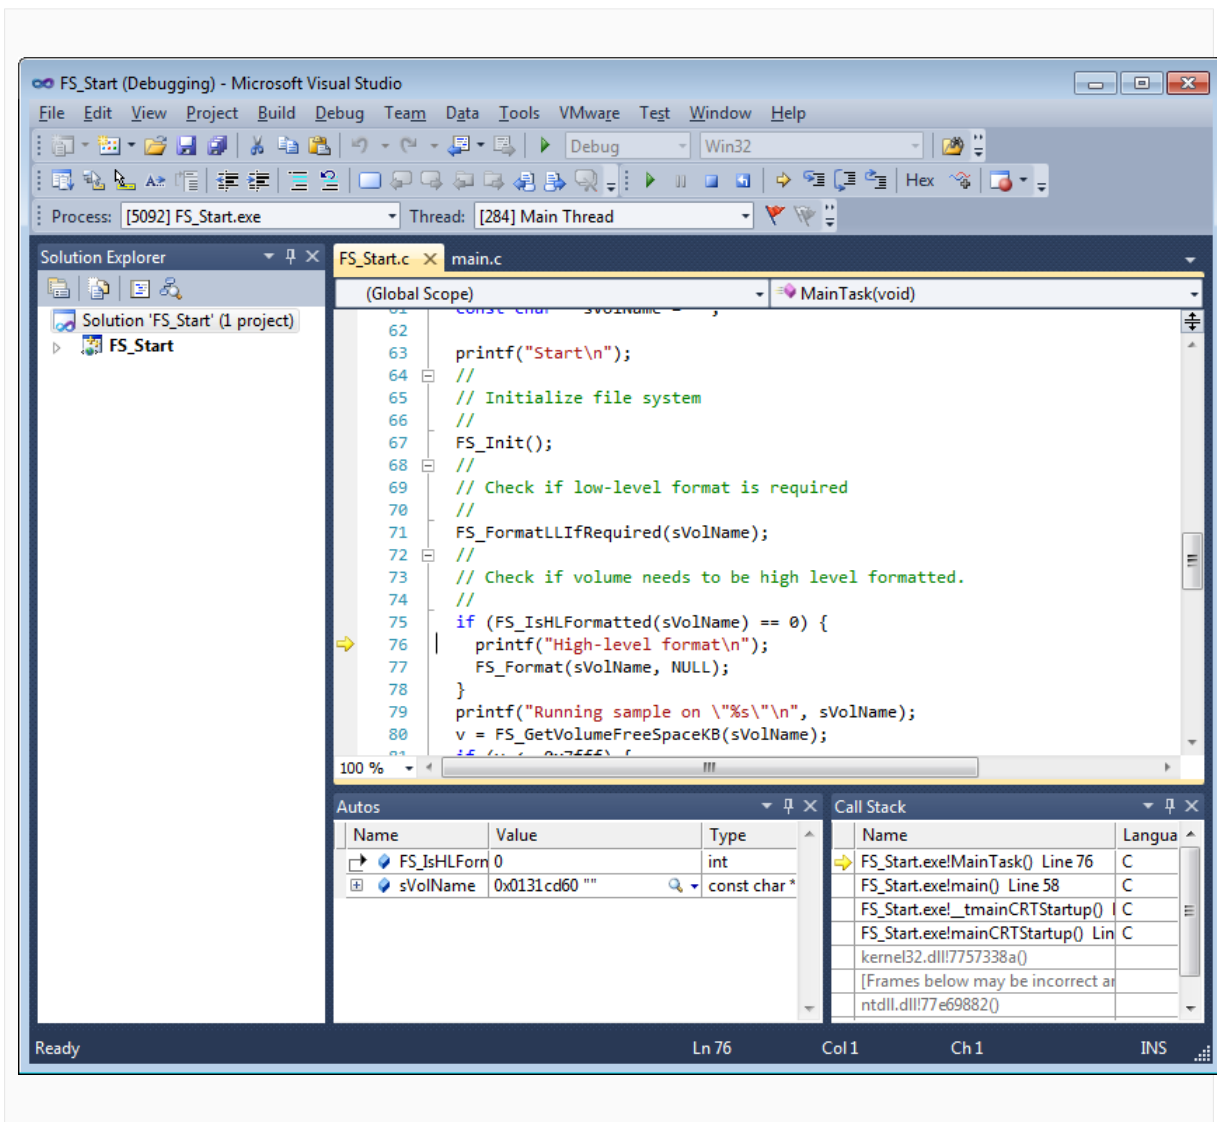 FS_Start (Debugging) - Microsoft Visual Studio
File Edit View Project Build Debug Team Data Tools VMware Test Window Help
Debug Win32
Hex
Process: [5092] FS_Start.exe Thread: [284] Main Thread
Solution Explorer
FS_Start.c main.c
(Global Scope) MainTask(void)
Solution 'FS_Start' (1 project)
FS_Start
61 const char sVolName = ;
62
63 printf("Start\n");
64 //
65 // Initialize file system
66 //
67 FS_Init();
68 //
69 // Check if low-level format is required
70 //
71 FS_FormatLLIfRequired(sVolName);
72 //
73 // Check if volume needs to be high level formatted.
74 //
75 if (FS_IsHLFormatted(sVolName) == 0) {
76 printf("High-level format\n");
77 FS_Format(sVolName, NULL);
78 }
79 printf("Running sample on \"%s\"\n", sVolName);
80 v = FS_GetVolumeFreeSpaceKB(sVolName);
81 if (v < 0x7fff) {
100 %
Autos
Name Value Type
FS_IsHLForn 0 int
sVolName 0x0131cd60 "" const char *
Call Stack
Name Langua
FS_Start.exe!MainTask() Line 76 C
FS_Start.exe!main() Line 58 C
FS_Start.exe!__tmainCRTStartup() C
FS_Start.exe!mainCRTStartup() Lin C
kernel32.dll!7757338a()
[Frames below may be incorrect ar
ntdll.dll!77e69882()
Ready Ln 76 Col 1 Ch 1 INS